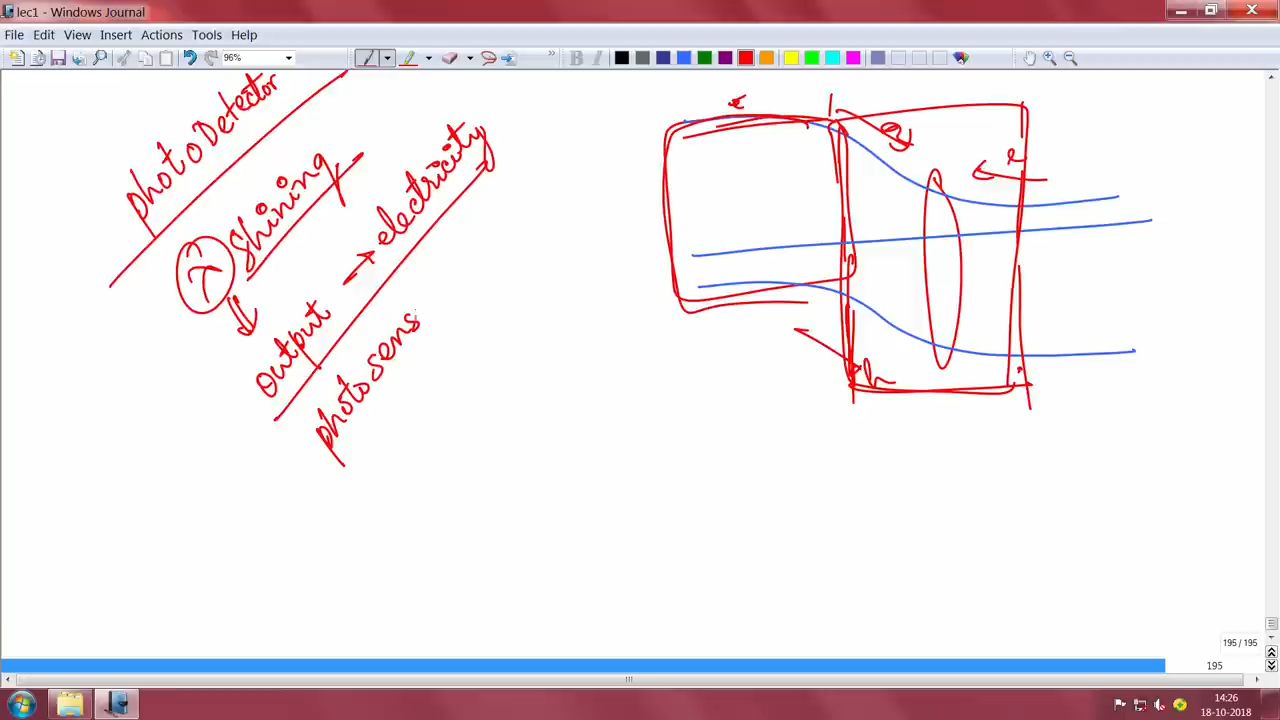 lec1 - Windows Journal
File Edit View Insert Actions Tools Help
96%
photoDetector
λ shining
output → electricity
photosens
e
e
h
195 / 195
195
14:26
18-10-2018